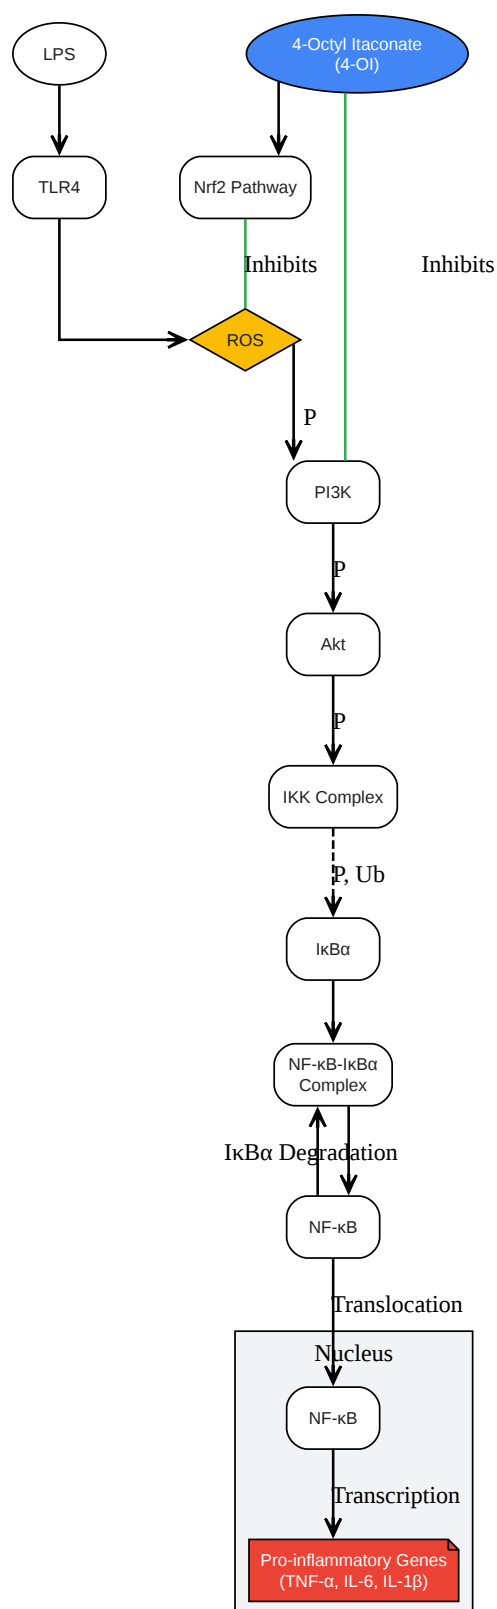 LPS
4-Octyl Itaconate
(4-OI)
TLR4
Nrf2 Pathway
Inhibits
Inhibits
ROS
P
PI3K
P
Akt
P
IKK Complex
P, Ub
IκBα
NF-κB-IκBα
Complex
IκBα Degradation
NF-κB
Translocation
Nucleus
NF-κB
Transcription
Pro-inflammatory Genes
(TNF-α, IL-6, IL-1β)